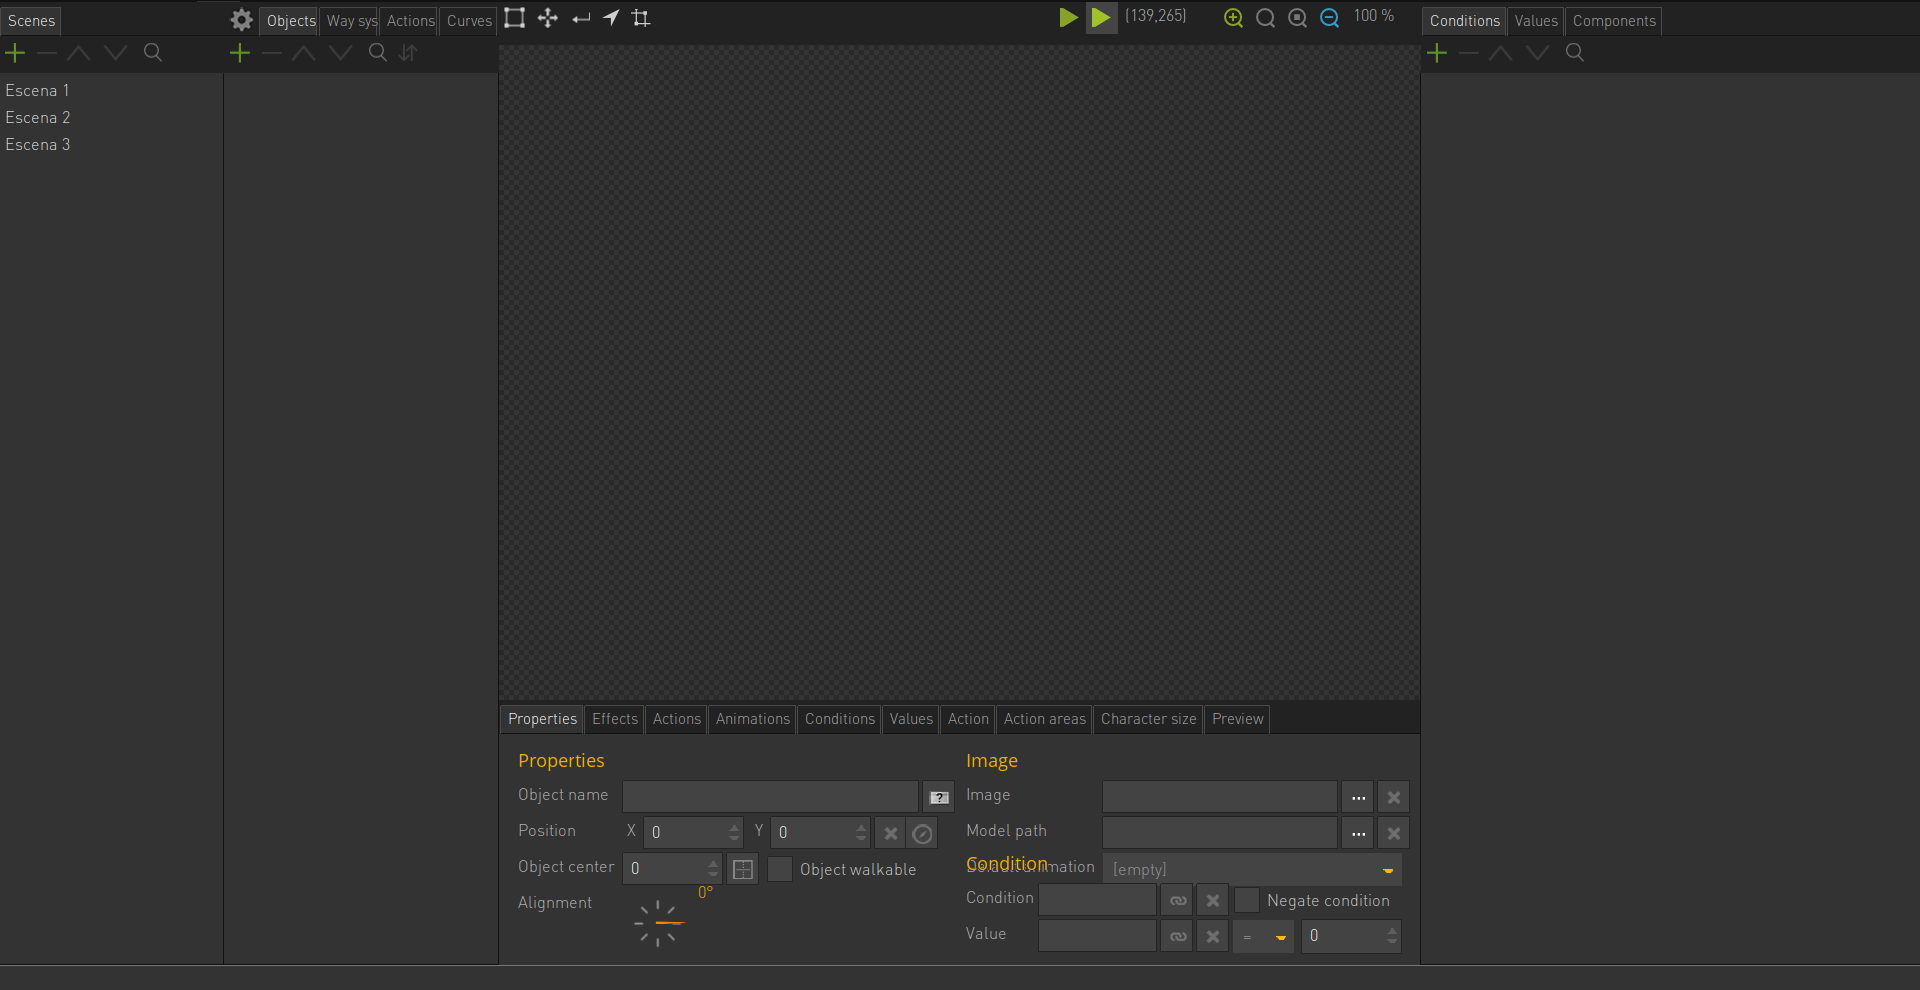 Scenes
Objects Way sys Actions Curves
(139,265) 100 %
Conditions Values Components
Escena 1
Escena 2
Escena 3
Properties Effects Actions Animations Conditions Values Action Action areas Character size Preview
Properties
Object name
Position X 0 Y 0
Object center 0 Object walkable
0°
Alignment
Image
Image ...
Model path ...
Condition
[empty]
Condition Negate condition
Value = 0